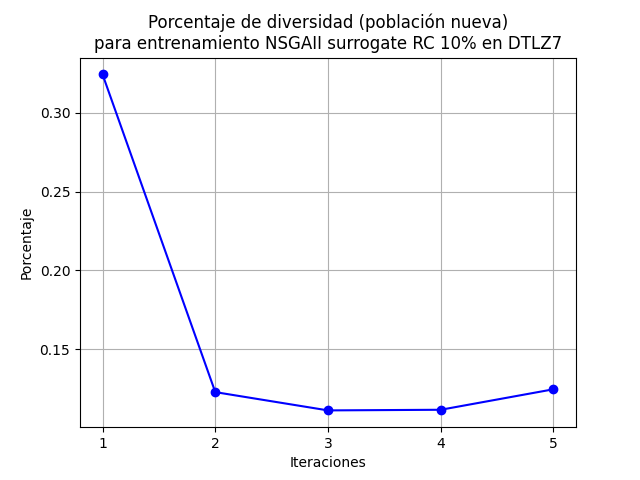 Porcentaje de diversidad (población nueva)
para entrenamiento NSGAII surrogate RC 10% en DTLZ7
Porcentaje
0.30
0.25
0.20
0.15
1 2 3 4 5
Iteraciones